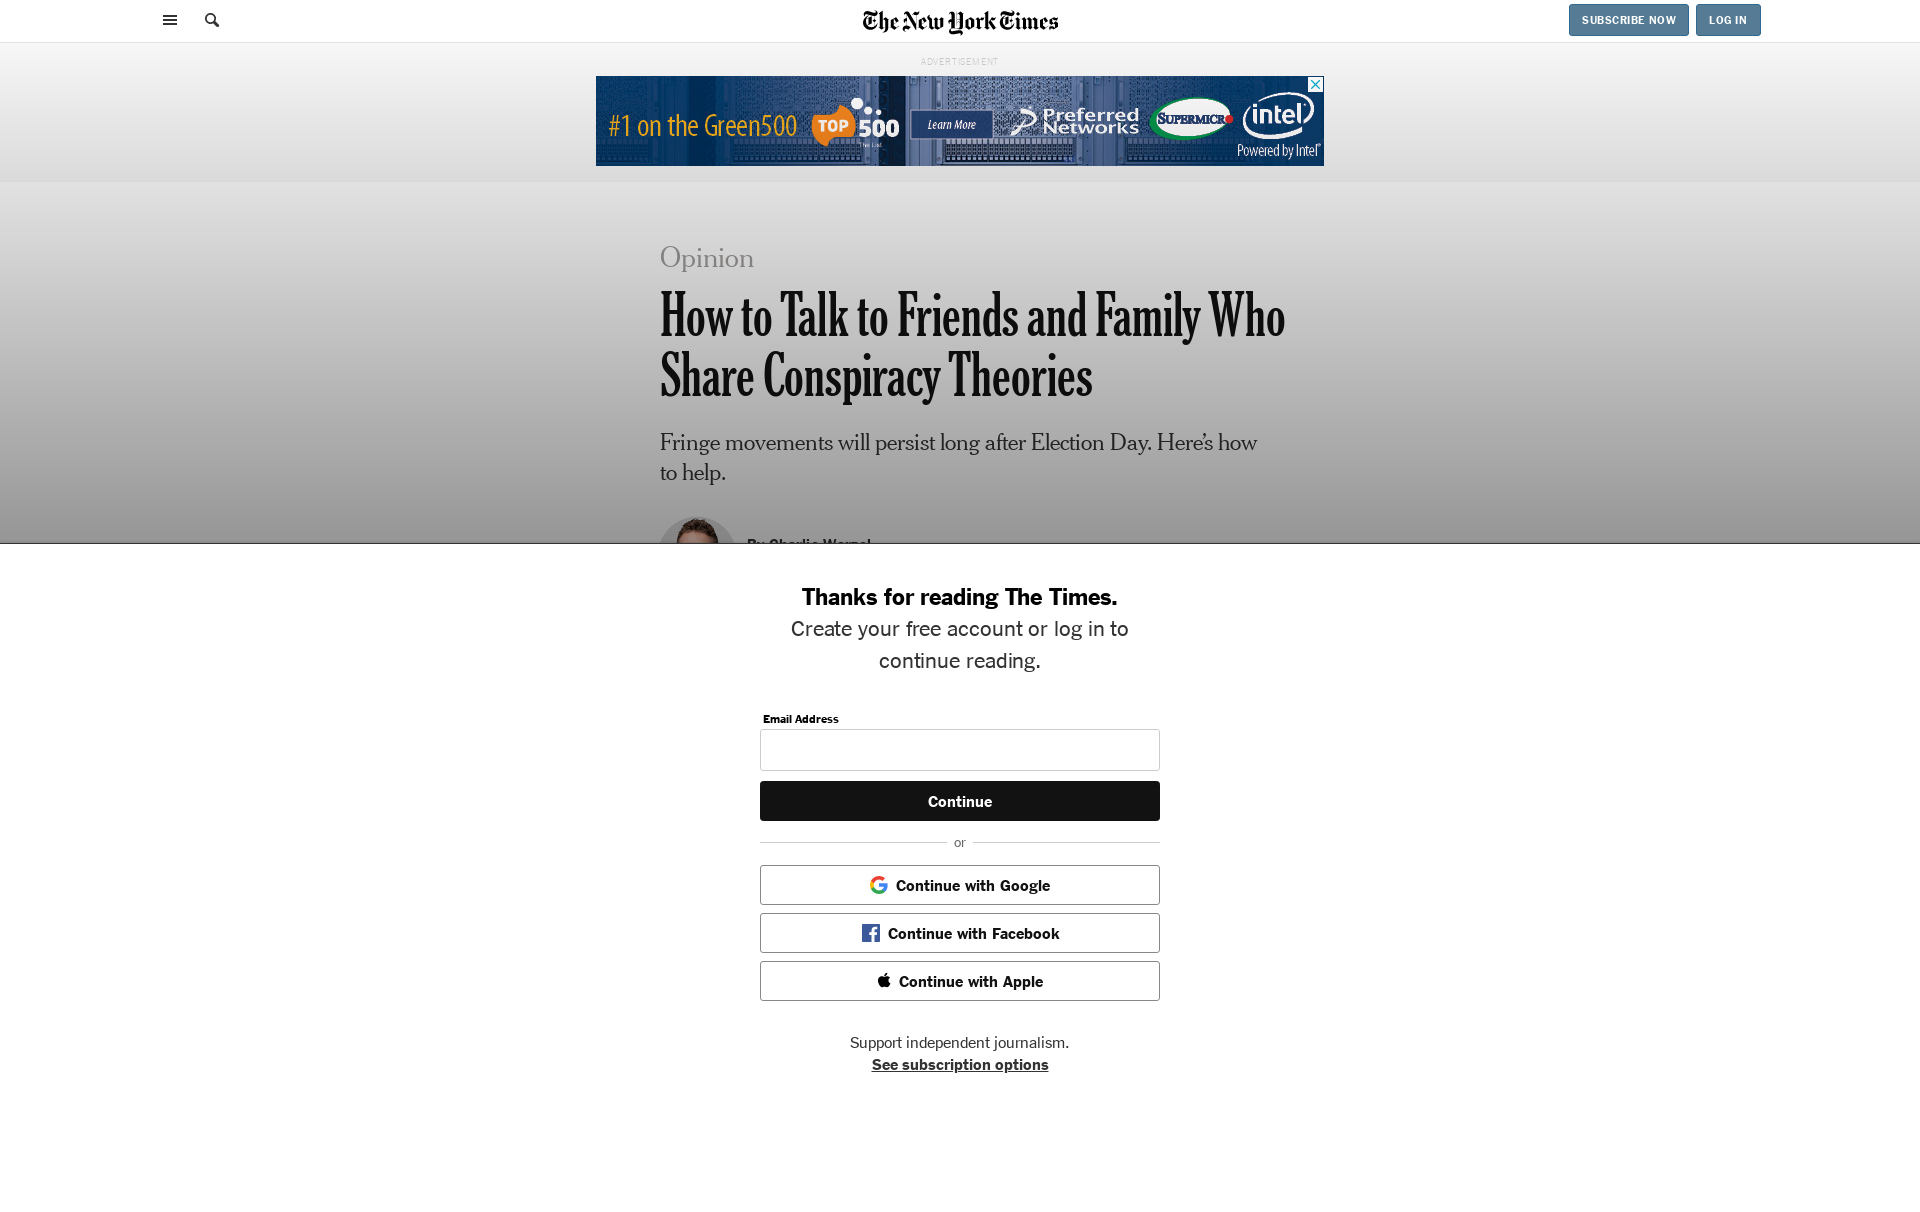 The New York Times
SUBSCRIBE NOW
LOG IN
ADVERTISEMENT
#1 on the Green500
TOP 500
The List.
Learn More
Preferred Networks
SUPERMICR
intel
Powered by Intel®
Opinion
How to Talk to Friends and Family Who
Share Conspiracy Theories
Fringe movements will persist long after Election Day. Here’s how
to help.
By Charlie Warzel
Thanks for reading The Times.
Create your free account or log in to
continue reading.
Email Address
Continue
or
Continue with Google
Continue with Facebook
Continue with Apple
Support independent journalism.
See subscription options